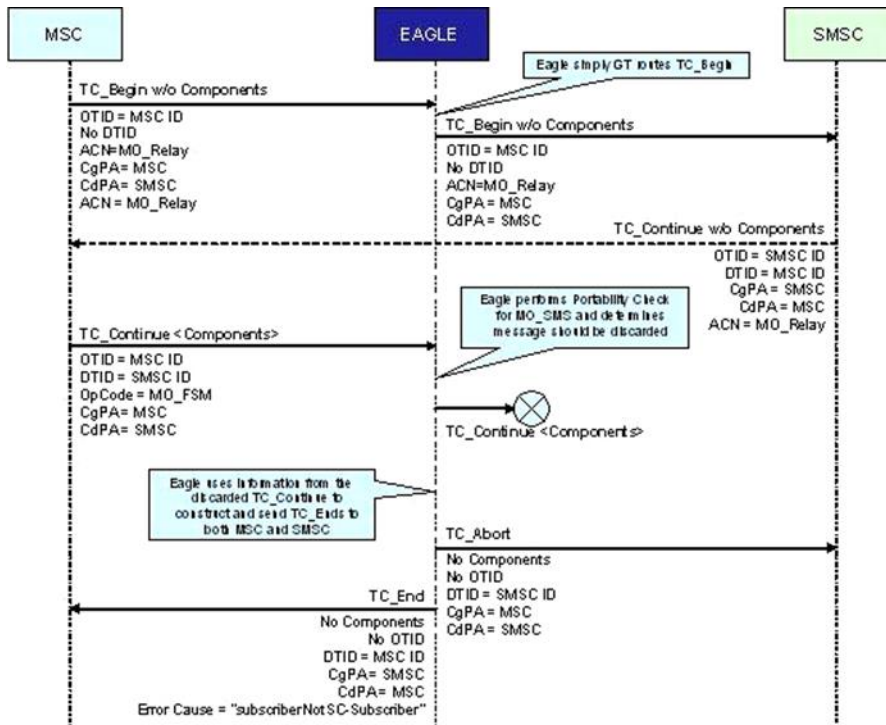 MSC
EAGLE
SMSC
Eagle simply GT routes TC_Begin
TC_Begin w/o Components
OTID = MSC ID
No DTID
ACN=MO_Relay
CgPA= MSC
CdPA= SMSC
ACN = MO_Relay
TC_Begin w/o Components
OTID = MSC ID
No DTID
ACN=MO_Relay
CgPA= MSC
CdPA= SMSC
TC_Continue w/o Components
OTID = SMSC ID
DTID = MSC ID
CgPA = SMSC
CdPA = MSC
ACN = MO_Relay
Eagle performs Portability Check
for MO_SMS and determines
message should be discarded
TC_Continue <Components>
OTID = MSC ID
DTID = SMSC ID
OpCode = MO_FSM
CgPA= MSC
CdPA= SMSC
TC_Continue <Components>
Eagle uses information from the
discarded TC_Continue to
construct and send TC_Ends to
both MSC and SMSC
TC_Abort
No Components
No OTID
DTID = SMSC ID
CgPA = MSC
CdPA = SMSC
TC_End
No Components
No OTID
DTID = MSC ID
CgPA = SMSC
CdPA = MSC
Error Cause = "subscriberNotSC-Subscriber"